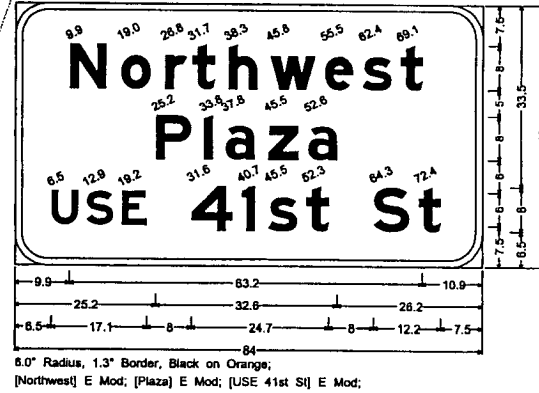 9.9 19.0 26.8 31.7 38.3 45.8 55.5 62.4 69.1
Northwest
25.2 33.6 37.8 45.5 52.6
Plaza
6.5 12.9 19.2 31.6 40.7 45.5 52.3 64.3 72.4
USE 41st St
7.5 8 5 8 6 6 7.5
33.5 8 6.5
9.9 63.2 10.9
25.2 32.6 26.2
6.5 17.1 8 24.7 8 12.2 7.5
84
6.0" Radius, 1.3" Border, Black on Orange;
[Northwest] E Mod; [Plaza] E Mod; [USE 41st St] E Mod;